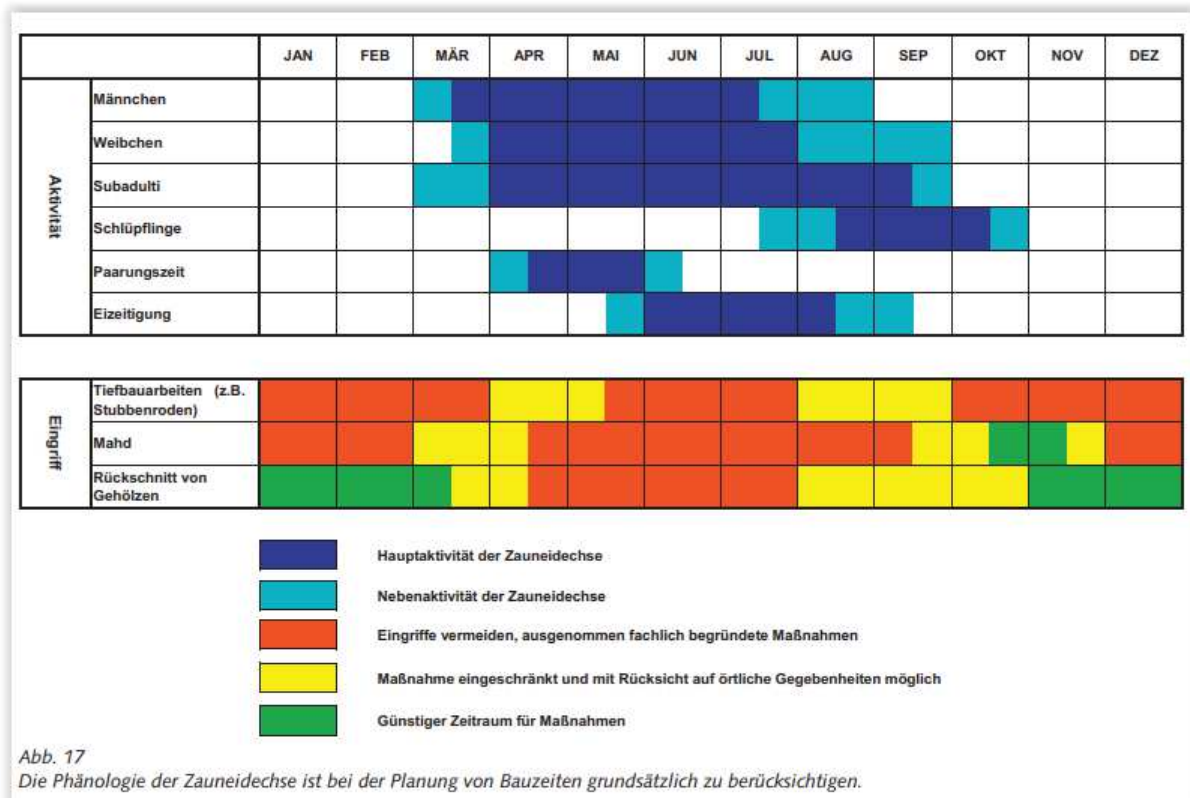 JAN FEB MÄR APR MAI JUN JUL AUG SEP OKT NOV DEZ
Aktivität
Männchen
Weibchen
Subadulti
Schlüpflinge
Paarungszeit
Eizeitigung
Eingriff
Tiefbauarbeiten (z.B.
Stubbenroden)
Mahd
Rückschnitt von
Gehölzen
Hauptaktivität der Zauneidechse
Nebenaktivität der Zauneidechse
Eingriffe vermeiden, ausgenommen fachlich begründete Maßnahmen
Maßnahme eingeschränkt und mit Rücksicht auf örtliche Gegebenheiten möglich
Günstiger Zeitraum für Maßnahmen
Abb. 17
Die Phänologie der Zauneidechse ist bei der Planung von Bauzeiten grundsätzlich zu berücksichtigen.